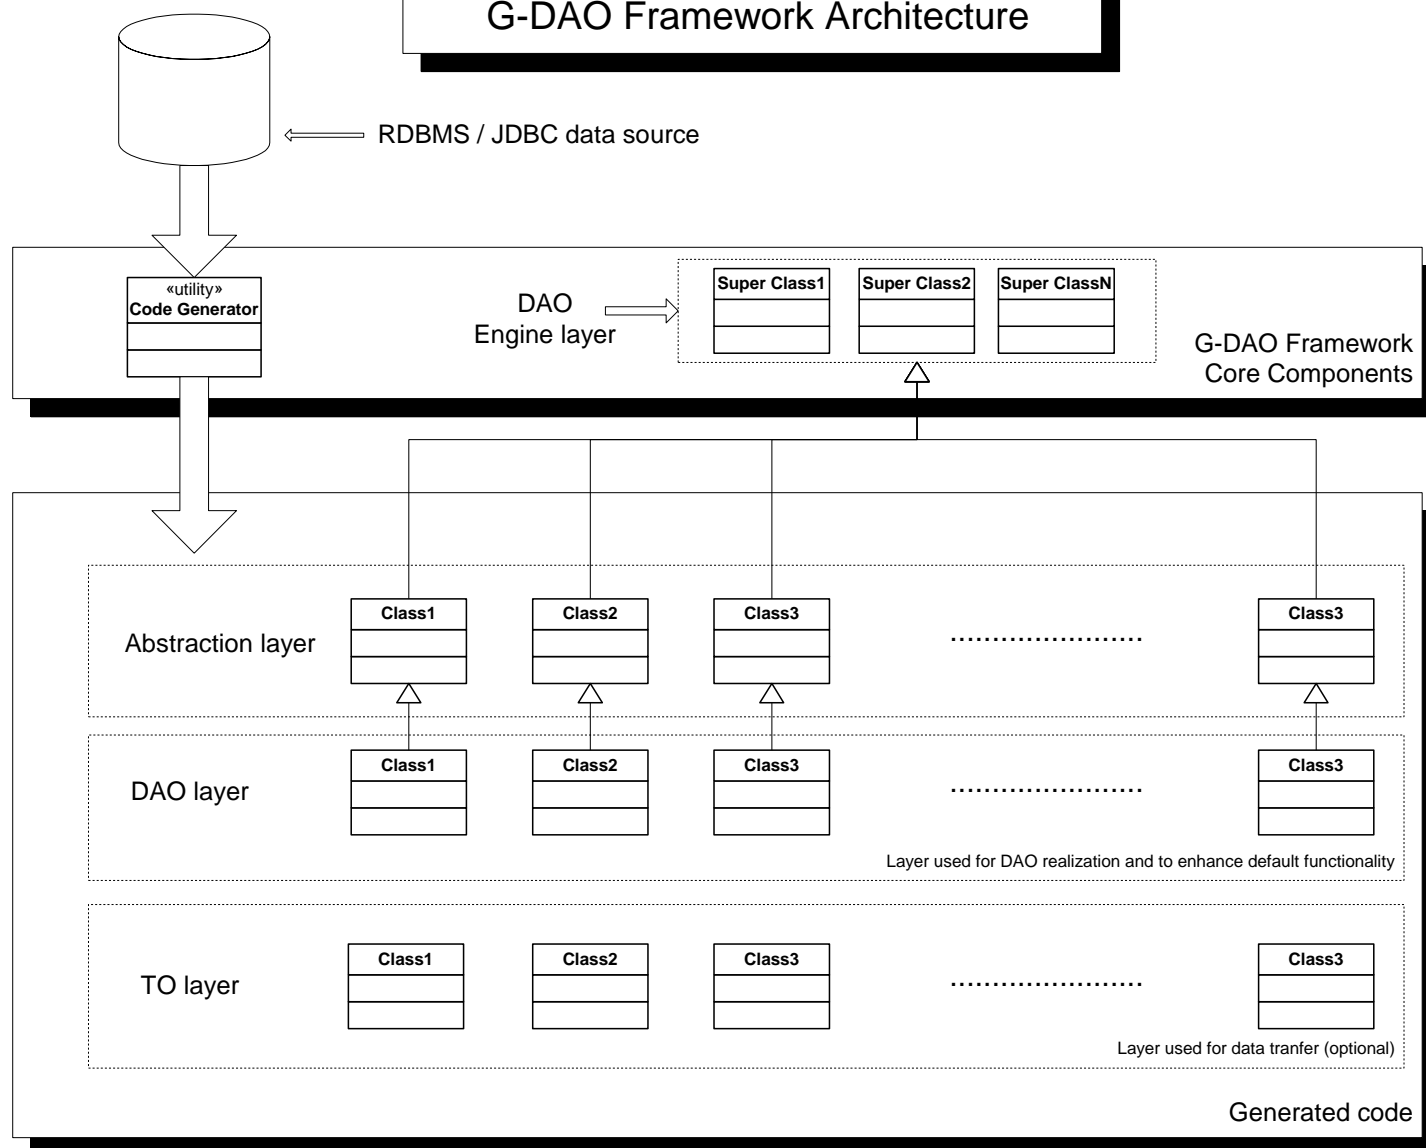 G-DAO Framework Architecture
RDBMS / JDBC data source
«utility»
Code Generator
DAO
Engine layer
Super Class1
Super Class2
Super ClassN
G-DAO Framework
Core Components
Abstraction layer
Class1
Class2
Class3
.......................
Class3
DAO layer
Class1
Class2
Class3
.......................
Class3
Layer used for DAO realization and to enhance default functionality
TO layer
Class1
Class2
Class3
.......................
Class3
Layer used for data tranfer (optional)
Generated code